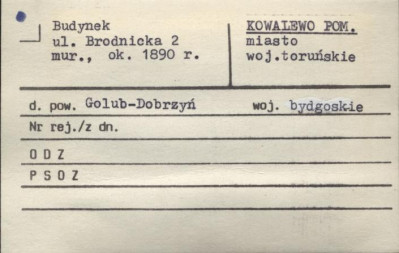 Budynek
ul. Brodnicka 2
mur., ok. 1890 r.
KOWALEWO POM.
miasto
woj.toruńskie
d. pow. Golub-Dobrzyń woj. bydgoskie
Nr rej./z dn.
O D Z
P S O Z